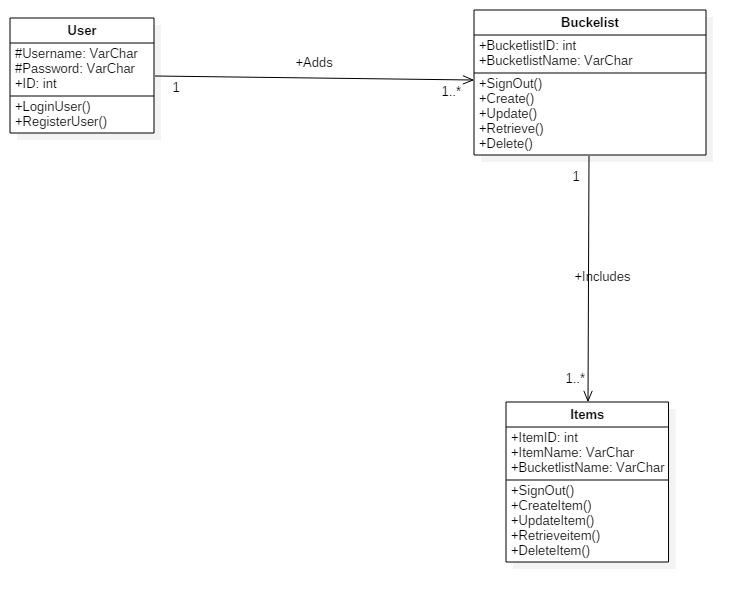 User
#Username: VarChar
#Password: VarChar
+ID: int
+LoginUser()
+RegisterUser()
+Adds
1
1..*
Buckelist
+BucketlistID: int
+BucketlistName: VarChar
+SignOut()
+Create()
+Update()
+Retrieve()
+Delete()
1
+Includes
1..*
Items
+ItemID: int
+ItemName: VarChar
+BucketlistName: VarChar
+SignOut()
+CreateItem()
+UpdateItem()
+Retrieveitem()
+DeleteItem()